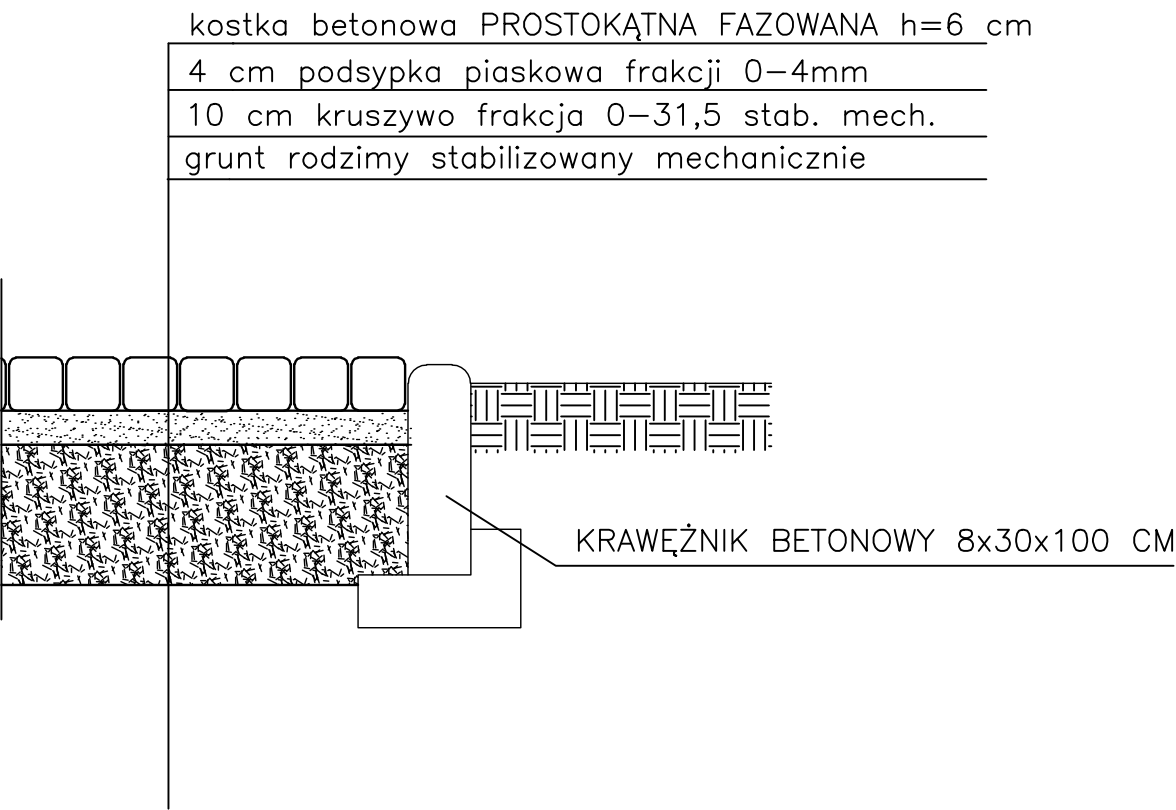 kostka betonowa PROSTOKĄTNA FAZOWANA h=6 cm
4 cm podsypka piaskowa frakcji 0-4mm
10 cm kruszywo frakcja 0-31,5 stab. mech.
grunt rodzimy stabilizowany mechanicznie
KRAWĘŻNIK BETONOWY 8x30x100 CM